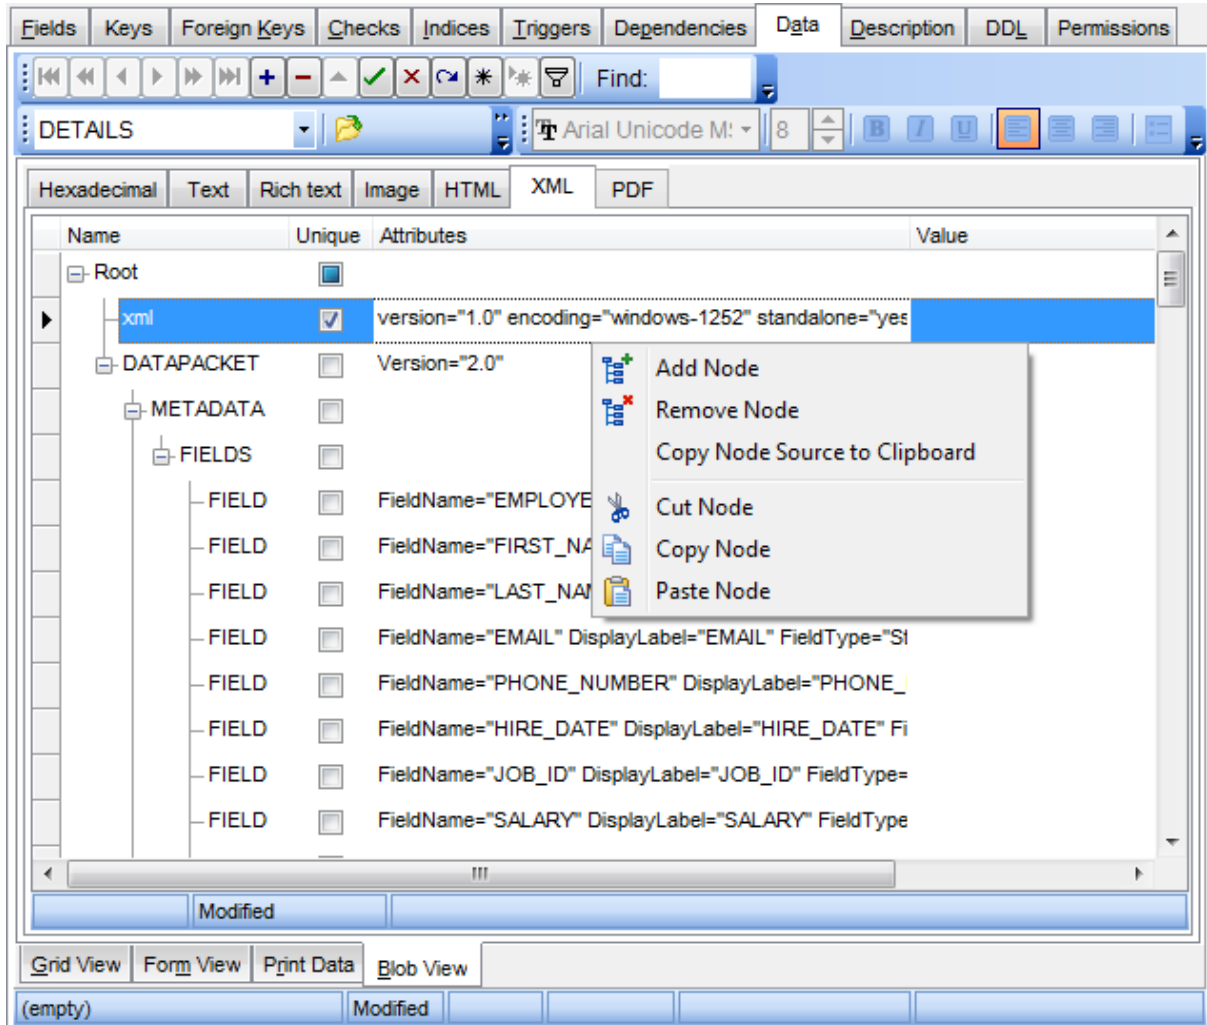 Fields Keys Foreign Keys Checks Indices Triggers Dependencies Data Description DDL Permissions
Find:
DETAILS Arial Unicode M! 8 B I U
Hexadecimal Text Rich text Image HTML XML PDF
Name Unique Attributes Value
Root
xml version="1.0" encoding="windows-1252" standalone="yes
DATAPACKET Version="2.0"
Add Node
METADATA
Remove Node
FIELDS
Copy Node Source to Clipboard
FIELD FieldName="EMPLOYE
Cut Node
FIELD FieldName="FIRST_NA
Copy Node
FIELD FieldName="LAST_NAM
Paste Node
FIELD FieldName="EMAIL" DisplayLabel="EMAIL" FieldType="St
FIELD FieldName="PHONE_NUMBER" DisplayLabel="PHONE_
FIELD FieldName="HIRE_DATE" DisplayLabel="HIRE_DATE" Fi
FIELD FieldName="JOB_ID" DisplayLabel="JOB_ID" FieldType=
FIELD FieldName="SALARY" DisplayLabel="SALARY" FieldType
Modified
Grid View Form View Print Data Blob View
(empty) Modified